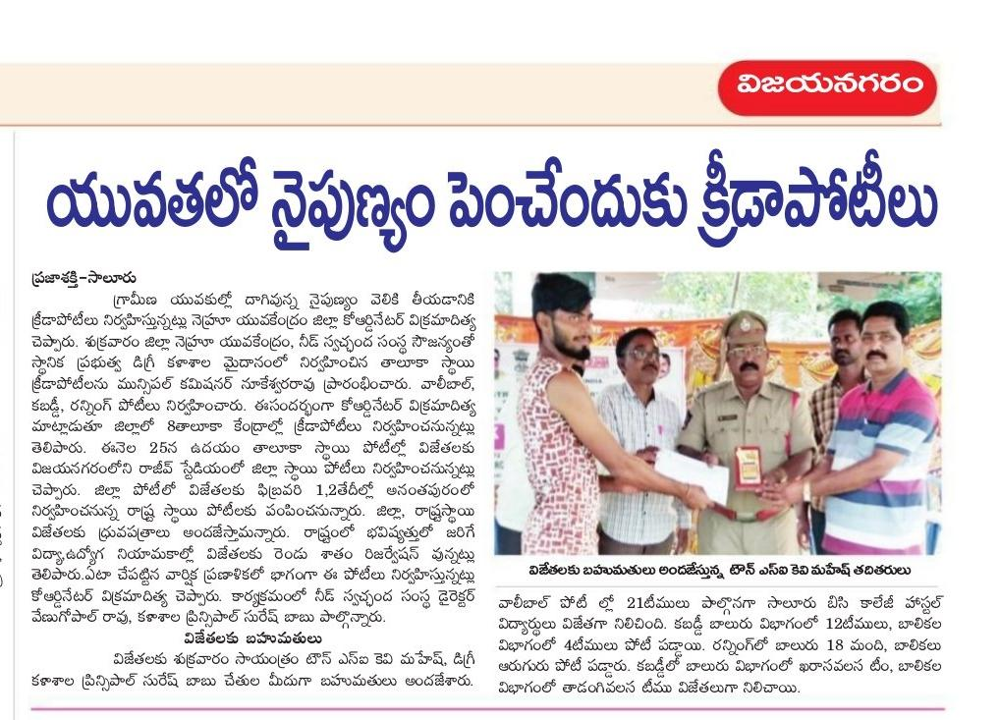 విజయనగరం
యువతలో నైపుణ్యం పెంచేందుకు క్రీడాపోటీలు
ప్రజాశక్తి-సాలూరు
గ్రామీణ యువకుల్లో దాగివున్న నైపుణ్యం వెలికి తీయడానికి
క్రీడాపోటీలు నిర్వహిస్తున్నట్లు నెహ్రూ యువకేంద్రం జిల్లా కోఆర్డినేటర్ విక్రమాదిత్య
చెప్పారు. శుక్రవారం జిల్లా నెహ్రూ యువకేంద్రం, నీడ్ స్వచ్ఛంద సంస్థ సౌజన్యంతో
స్థానిక ప్రభుత్వ డిగ్రీ కళాశాల మైదానంలో నిర్వహించిన తాలూకా స్థాయి
క్రీడాపోటీలను మున్సిపల్ కమిషనర్ నూకేశ్వరరావు ప్రారంభించారు. వాలీబాల్,
కబడ్డీ, రన్నింగ్ పోటీలు నిర్వహించారు. ఈసందర్భంగా కోఆర్డినేటర్ విక్రమాదిత్య
మాట్లాడుతూ జిల్లాలో 8తాలూకా కేంద్రాల్లో క్రీడాపోటీలు నిర్వహించనున్నట్లు
తెలిపారు. ఈనెల 25న ఉదయం తాలూకా స్థాయి పోటీల్లో విజేతలకు
విజయనగరంలోని రాజీవ్ స్టేడియంలో జిల్లా స్థాయి పోటీలు నిర్వహించనున్నట్లు
చెప్పారు. జిల్లా పోటీలో విజేతలకు ఫిబ్రవరి 1,2తేదీల్లో అనంతపురంలో
నిర్వహించనున్న రాష్ట్ర స్థాయి పోటీలకు పంపించనున్నారు. జిల్లా, రాష్ట్రస్థాయి
విజేతలకు ధ్రువపత్రాలు అందజేస్తామన్నారు. రాష్ట్రంలో భవిష్యత్తులో జరిగే
విద్యా,ఉద్యోగ నియామకాల్లో విజేతలకు రెండు శాతం రిజర్వేషన్ వున్నట్లు
తెలిపారు.ఏటా చేపట్టిన వార్షిక ప్రణాళికలో భాగంగా ఈ పోటీలు నిర్వహిస్తున్నట్లు
కోఆర్డినేటర్ విక్రమాదిత్య చెప్పారు. కార్యక్రమంలో నీడ్ స్వచ్ఛంద సంస్థ డైరెక్టర్
వేణుగోపాల్ రావు, కళాశాల ప్రిన్సిపాల్ సురేష్ బాబు పాల్గొన్నారు.
విజేతలకు బహుమతులు
విజేతలకు శుక్రవారం సాయంత్రం టౌన్ ఎస్ఐ కెవి మహేష్, డిగ్రీ
కళాశాల ప్రిన్సిపాల్ సురేష్ బాబు చేతుల మీదుగా బహుమతులు అందజేశారు.
విజేతలకు బహుమతులు అందజేస్తున్న టౌన్ ఎస్ఐ కెవి మహేష్ తదితరులు
వాలీబాల్ పోటీ ల్లో 21టీములు పాల్గొనగా సాలూరు బిసి కాలేజీ హాస్టల్
విద్యార్థులు విజేతగా నిలిచింది. కబడ్డీ బాలురు విభాగంలో 12టీములు, బాలికల
విభాగంలో 4టీములు పోటీ పడ్డాయి. రన్నింగ్‌లో బాలురు 18 మంది, బాలికలు
ఆరుగురు పోటీ పడ్డారు. కబడ్డీలో బాలురు విభాగంలో ఖరాసవలస టీం, బాలికల
విభాగంలో తాడంగివలస టీము విజేతలుగా నిలిచాయి.